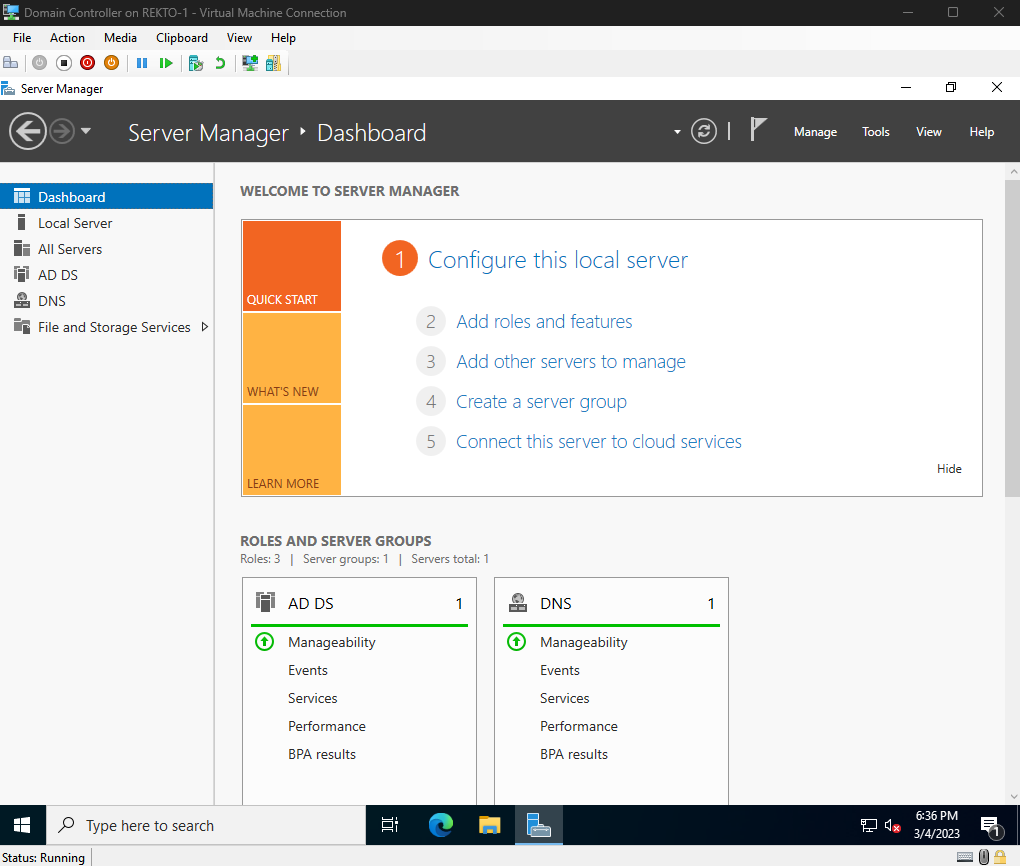 Domain Controller on REKTO-1 - Virtual Machine Connection
File Action Media Clipboard View Help
Server Manager
Server Manager Dashboard
Manage Tools View Help
Dashboard
Local Server
All Servers
AD DS
DNS
File and Storage Services
WELCOME TO SERVER MANAGER
QUICK START
WHAT'S NEW
LEARN MORE
1 Configure this local server
2 Add roles and features
3 Add other servers to manage
4 Create a server group
5 Connect this server to cloud services
Hide
ROLES AND SERVER GROUPS
Roles: 3 | Server groups: 1 | Servers total: 1
AD DS 1
Manageability
Events
Services
Performance
BPA results
DNS 1
Manageability
Events
Services
Performance
BPA results
Type here to search
6:36 PM
3/4/2023
1
Status: Running